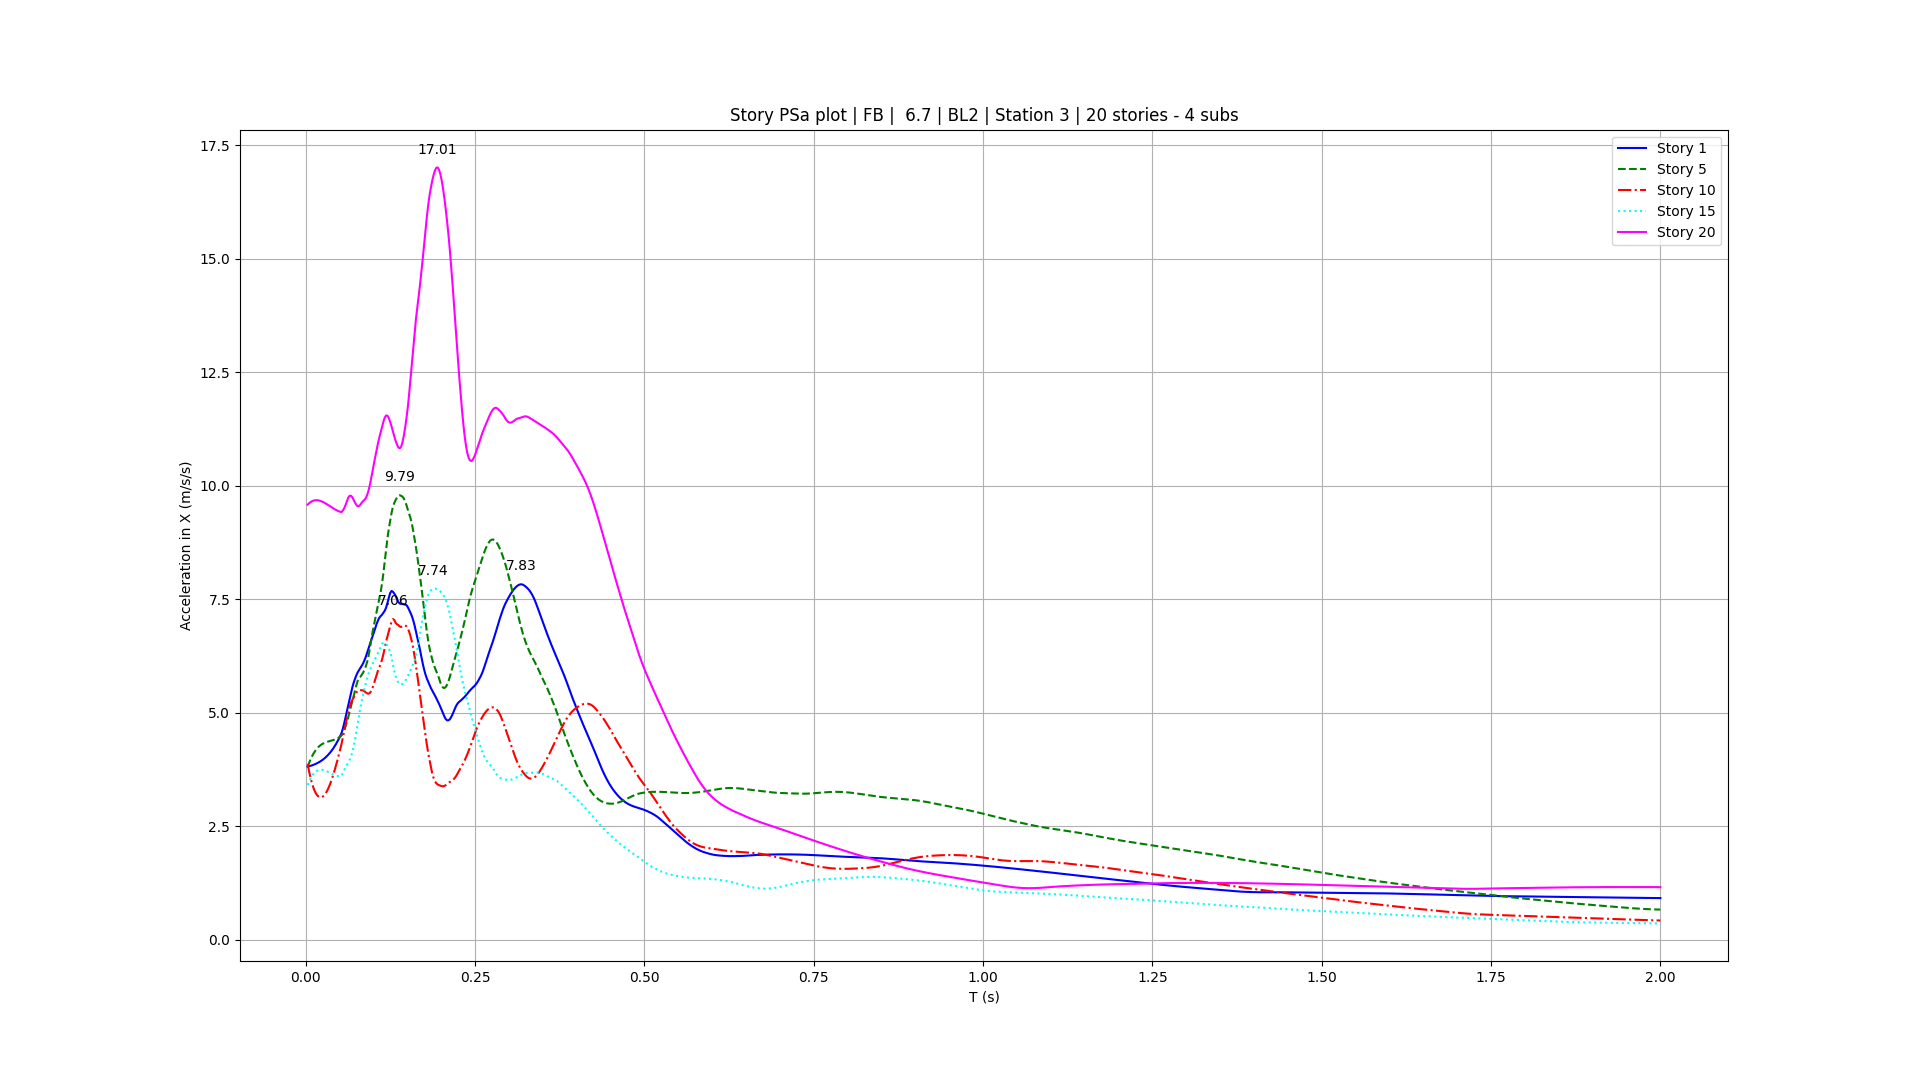 Story PSa plot | FB |  6.7 | BL2 | Station 3 | 20 stories - 4 subs
17.5
15.0
12.5
10.0
7.5
5.0
2.5
0.0
Acceleration in X (m/s/s)
17.01
9.79
7.74
7.83
7.06
Story 1
Story 5
Story 10
Story 15
Story 20
0.00 0.25 0.50 0.75 1.00 1.25 1.50 1.75 2.00
T (s)